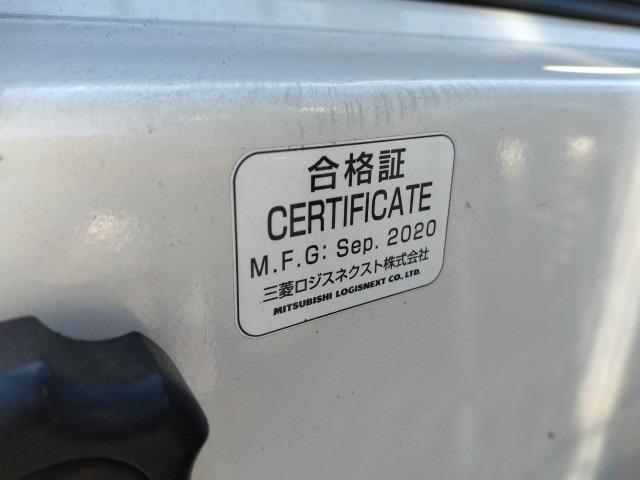 合格証
CERTIFICATE
M.F.G: Sep. 2020
三菱ロジスネクスト株式会社
MITSUBISHI LOGISNEXT CO., LTD.